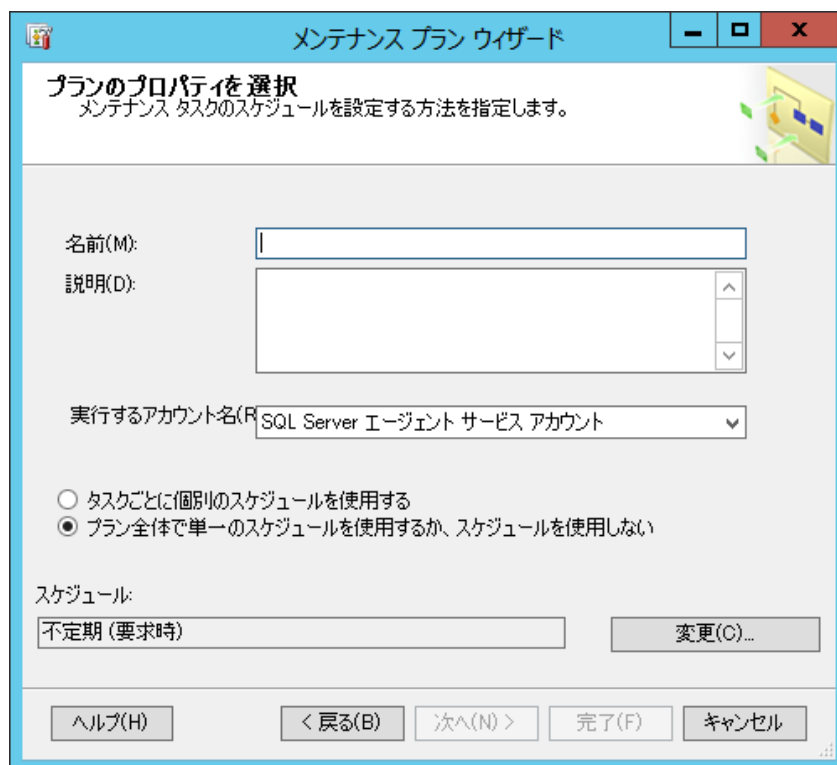 メンテナンス プラン ウィザード
プランのプロパティを選択
メンテナンス タスクのスケジュールを設定する方法を指定します。
名前(M):
説明(D):
実行するアカウント名(R
SQL Server エージェント サービス アカウント
タスクごとに個別のスケジュールを使用する
プラン全体で単一のスケジュールを使用するか、スケジュールを使用しない
スケジュール:
不定期 (要求時)
変更(C)...
ヘルプ(H)
< 戻る(B)
次へ(N) >
完了(F)
キャンセル